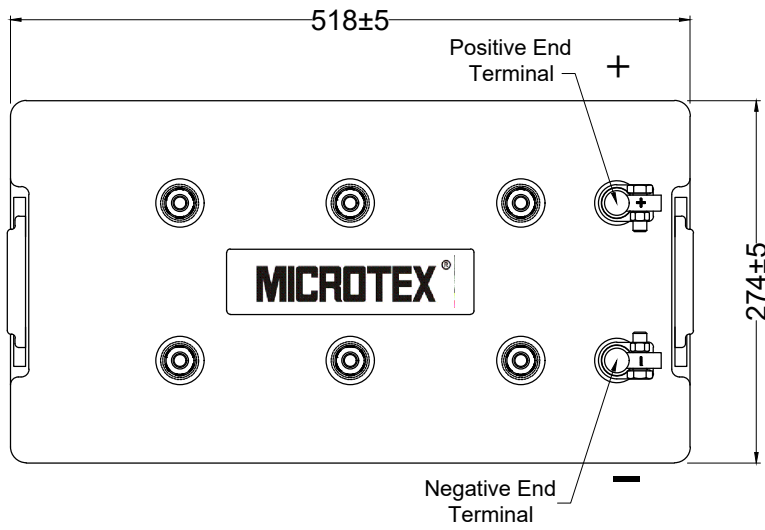 518±5
Positive End
Terminal
+
+
MICROTEX®
274±5
-
Negative End
Terminal
-